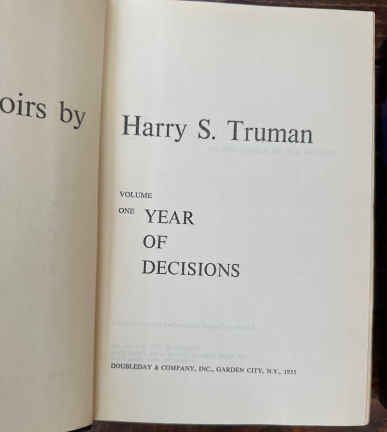 oirs by
Harry S. Truman
VOLUME
ONE YEAR
OF
DECISIONS
DOUBLEDAY & COMPANY, INC., GARDEN CITY, N.Y., 1955